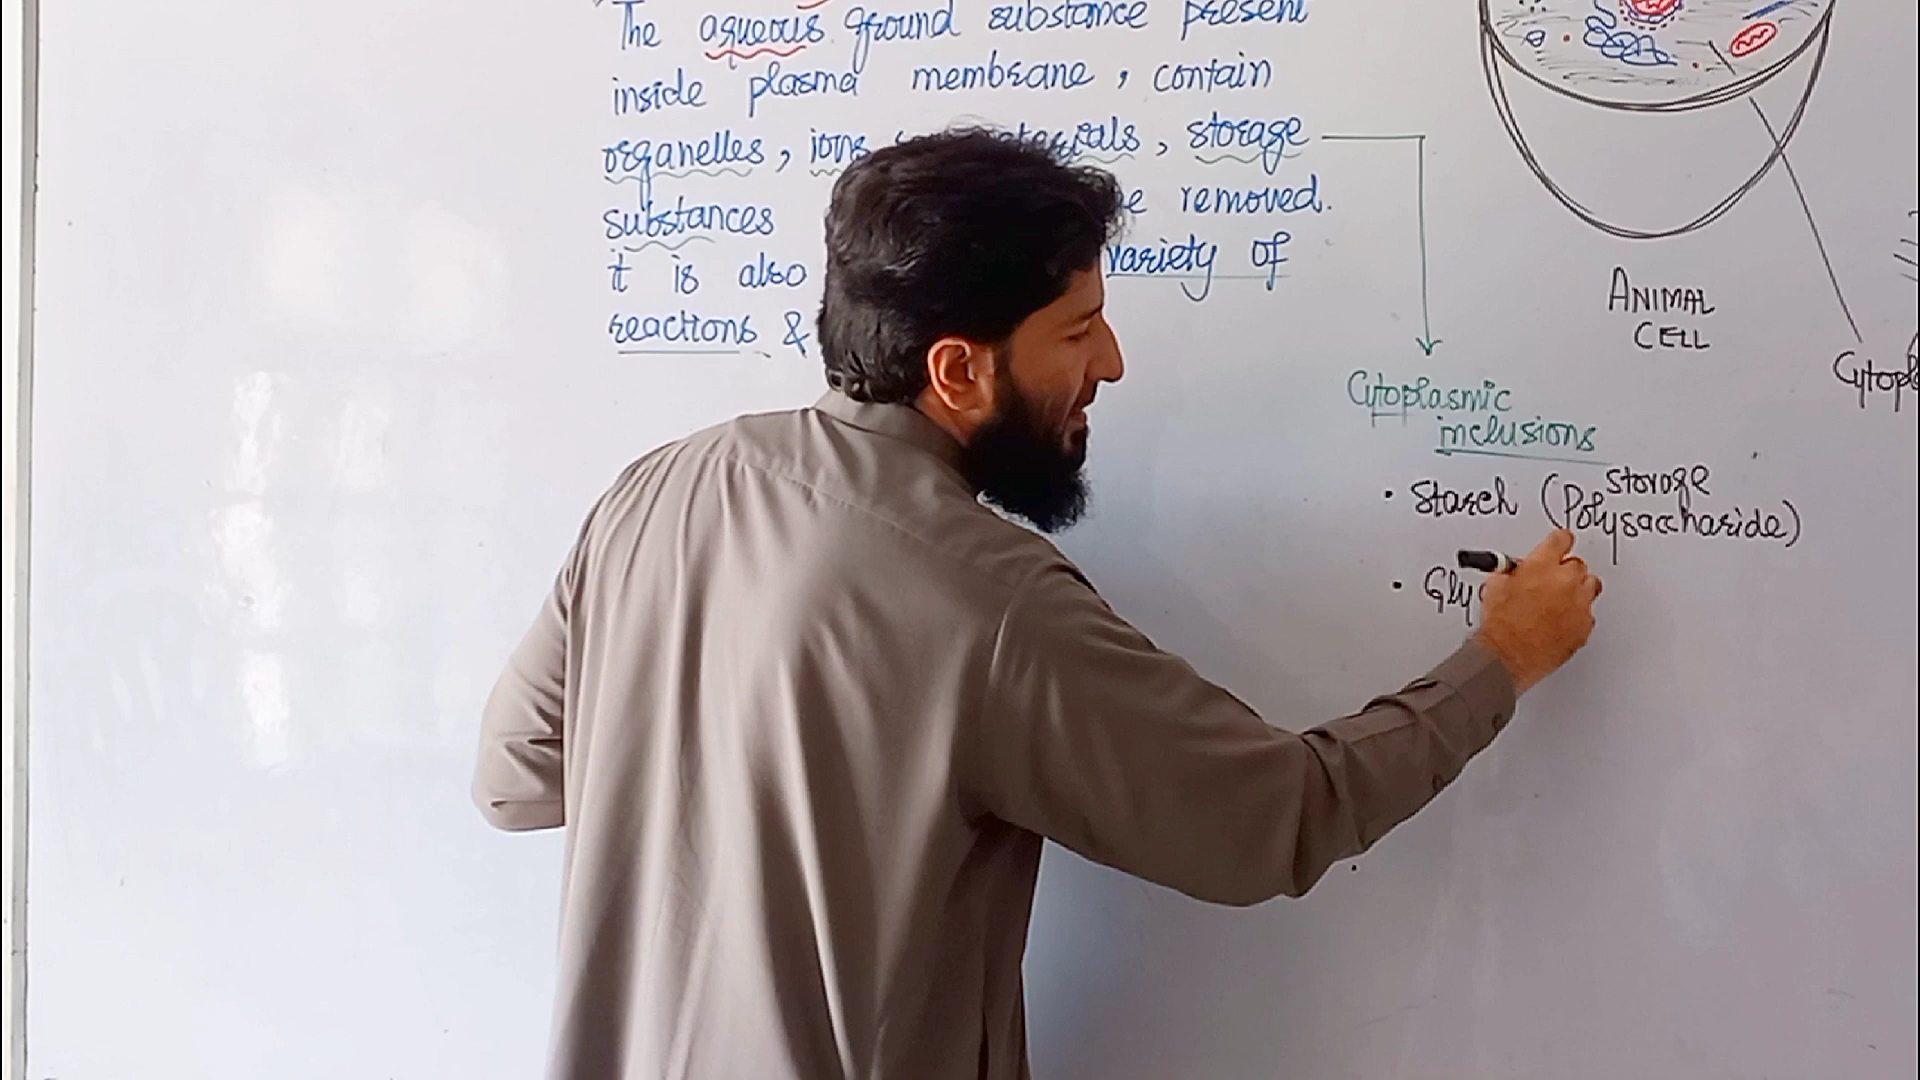 The aqueous ground substance present
inside plasma membrane, contain
organelles, ions , storage
substances removed.
it is also variety of
reactions &
ANIMAL
CELL
Cytoplasmic
inclusions
• Starch (Polysaccharide)
storage
•